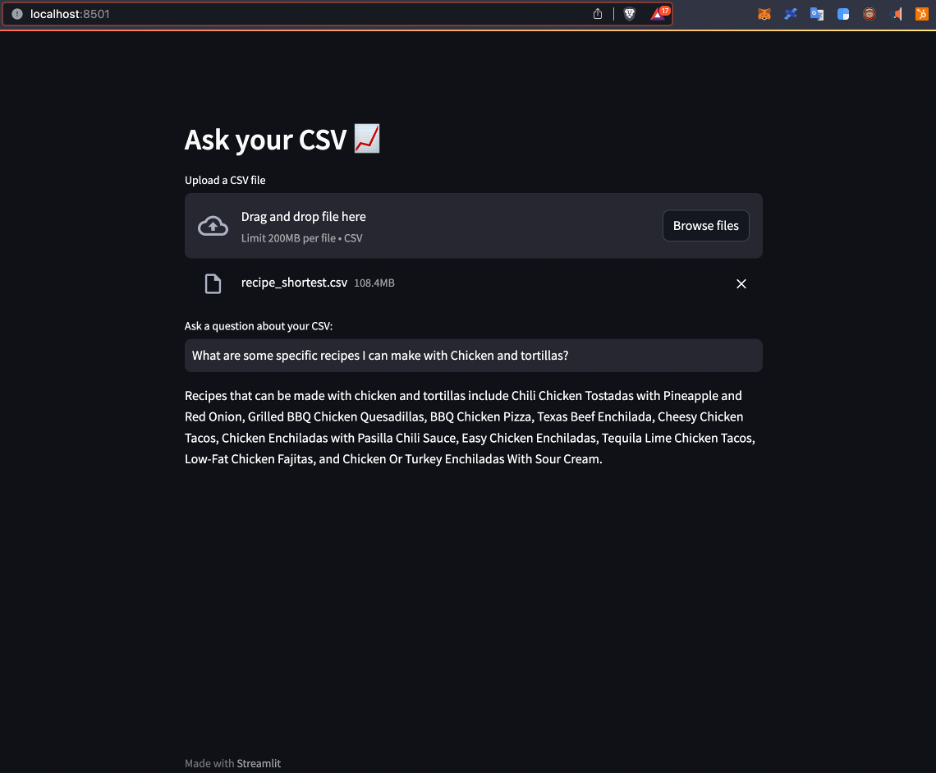 localhost:8501
17
Ask your CSV
Upload a CSV file
Drag and drop file here
Limit 200MB per file • CSV
Browse files
recipe_shortest.csv 108.4MB
Ask a question about your CSV:
What are some specific recipes I can make with Chicken and tortillas?
Recipes that can be made with chicken and tortillas include Chili Chicken Tostadas with Pineapple and
Red Onion, Grilled BBQ Chicken Quesadillas, BBQ Chicken Pizza, Texas Beef Enchilada, Cheesy Chicken
Tacos, Chicken Enchiladas with Pasilla Chili Sauce, Easy Chicken Enchiladas, Tequila Lime Chicken Tacos,
Low-Fat Chicken Fajitas, and Chicken Or Turkey Enchiladas With Sour Cream.
Made with Streamlit